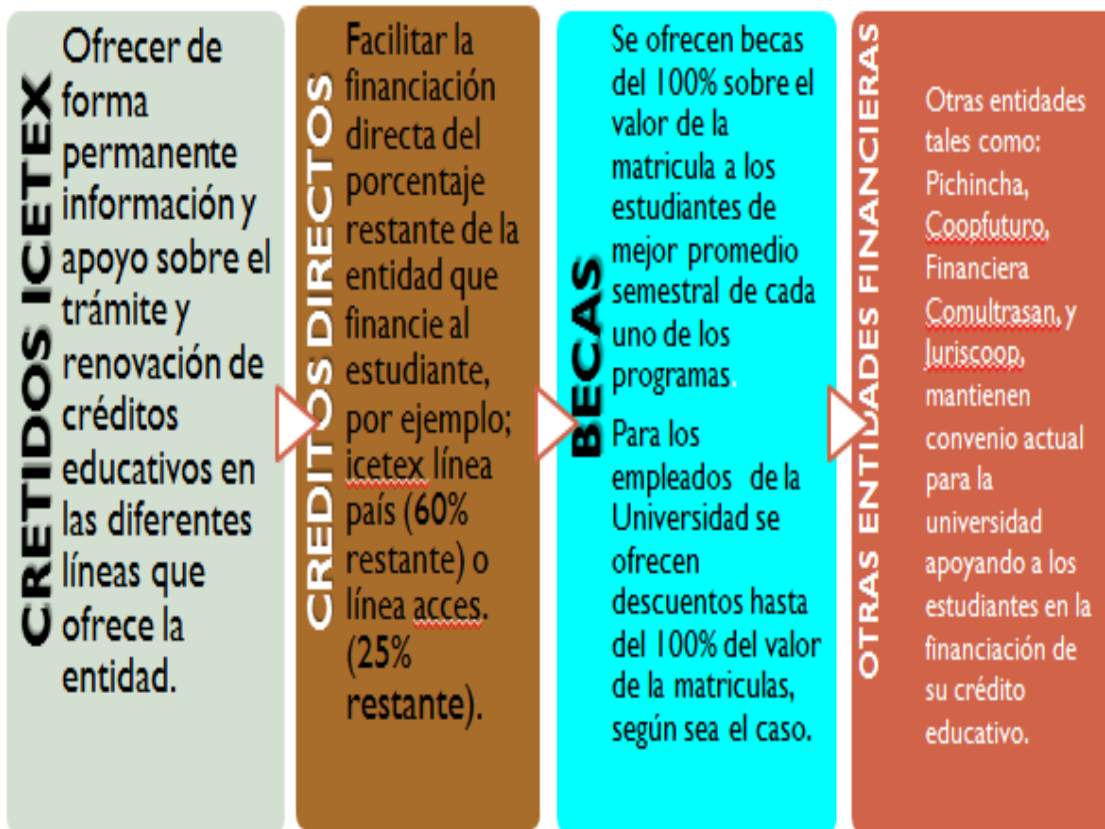 CRETIDOS ICETEX
Ofrecer de
forma
permanente
información y
apoyo sobre el
trámite y
renovación de
créditos
educativos en
las diferentes
líneas que
ofrece la
entidad.
CREDITOS DIRECTOS
Facilitar la
financiación
directa del
porcentaje
restante de la
entidad que
financie al
estudiante,
por ejemplo;
icetex línea
país (60%
restante) o
línea acces.
(25%
restante).
BECAS
Se ofrecen becas
del 100% sobre el
valor de la
matricula a los
estudiantes de
mejor promedio
semestral de cada
uno de los
programas.
Para los
empleados de la
Universidad se
ofrecen
descuentos hasta
del 100% del valor
de la matriculas,
según sea el caso.
OTRAS ENTIDADES FINANCIERAS
Otras entidades
tales como:
Pichincha,
Coopfuturo,
Financiera
Comultrasan, y
Juriscoop,
mantienen
convenio actual
para la
universidad
apoyando a los
estudiantes en la
financiación de
su crédito
educativo.